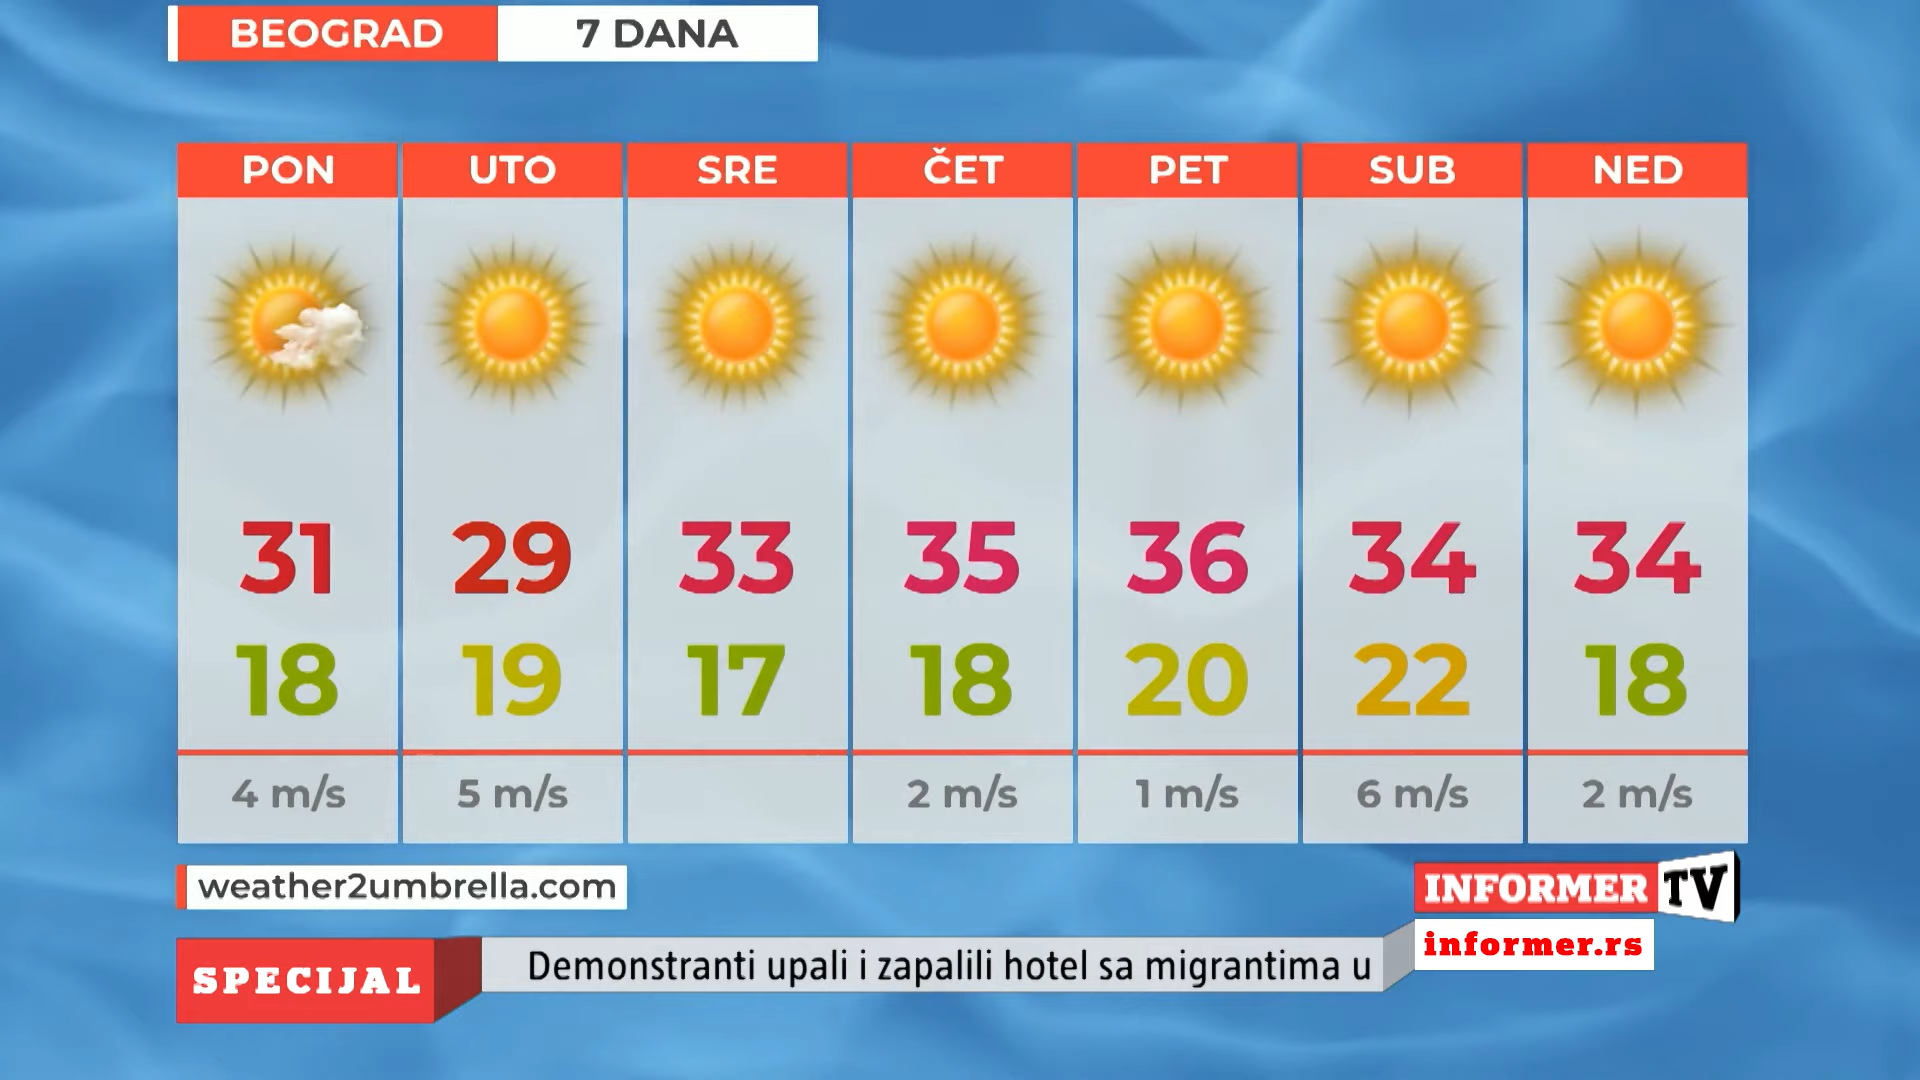 BEOGRAD 7 DANA
PON UTO SRE ČET PET SUB NED
31 29 33 35 36 34 34
18 19 17 18 20 22 18
4 m/s 5 m/s 2 m/s 1 m/s 6 m/s 2 m/s
weather2umbrella.com
INFORMER TV
informer.rs
SPECIJAL
Demonstranti upali i zapalili hotel sa migrantima u